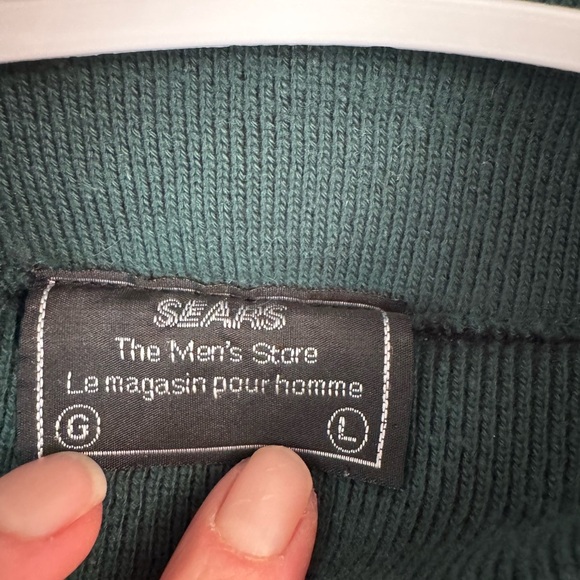 SEARS
The Men's Store
Le magasin pour homme
G L